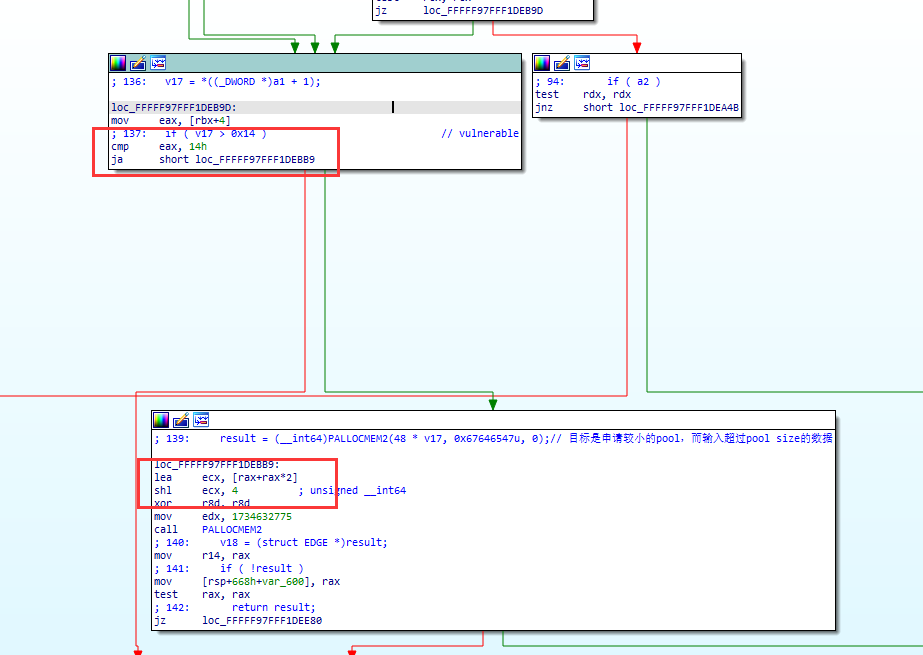 jz      loc_FFFFF97FFF1DEB9D
; 136:   v17 = *((_DWORD *)a1 + 1);
loc_FFFFF97FFF1DEB9D:
mov     eax, [rbx+4]
; 137:   if ( v17 > 0x14 )                            // vulnerable
cmp     eax, 14h
ja      short loc_FFFFF97FFF1DEBB9
; 94:       if ( a2 )
test    rdx, rdx
jnz     short loc_FFFFF97FFF1DEA4B
; 139:     result = (__int64)PALLOCMEM2(48 * v17, 0x67646547u, 0);// 目标是申请较小的pool，而输入超过pool size的数据
loc_FFFFF97FFF1DEBB9:
lea     ecx, [rax+rax*2]
shl     ecx, 4          ; unsigned __int64
xor     r8d, r8d
mov     edx, 1734632775
call    PALLOCMEM2
; 140:     v18 = (struct EDGE *)result;
mov     r14, rax
; 141:     if ( !result )
mov     [rsp+668h+var_600], rax
test    rax, rax
; 142:       return result;
jz      loc_FFFFF97FFF1DEE80